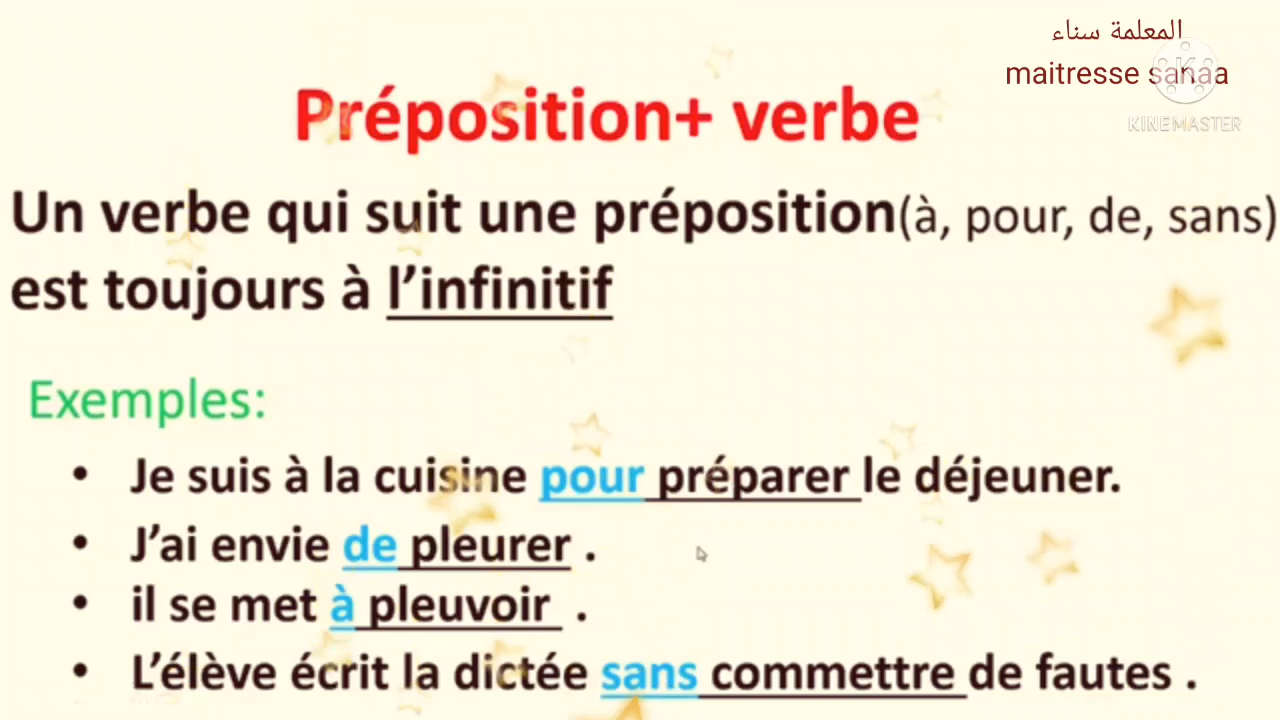 المعلمة سناء
maitresse sanaa
KINEMASTER
Préposition+ verbe
Un verbe qui suit une préposition(à, pour, de, sans)
est toujours à l’infinitif
Exemples:
• Je suis à la cuisine pour préparer le déjeuner.
• J’ai envie de pleurer .
• il se met à pleuvoir .
• L’élève écrit la dictée sans commettre de fautes .